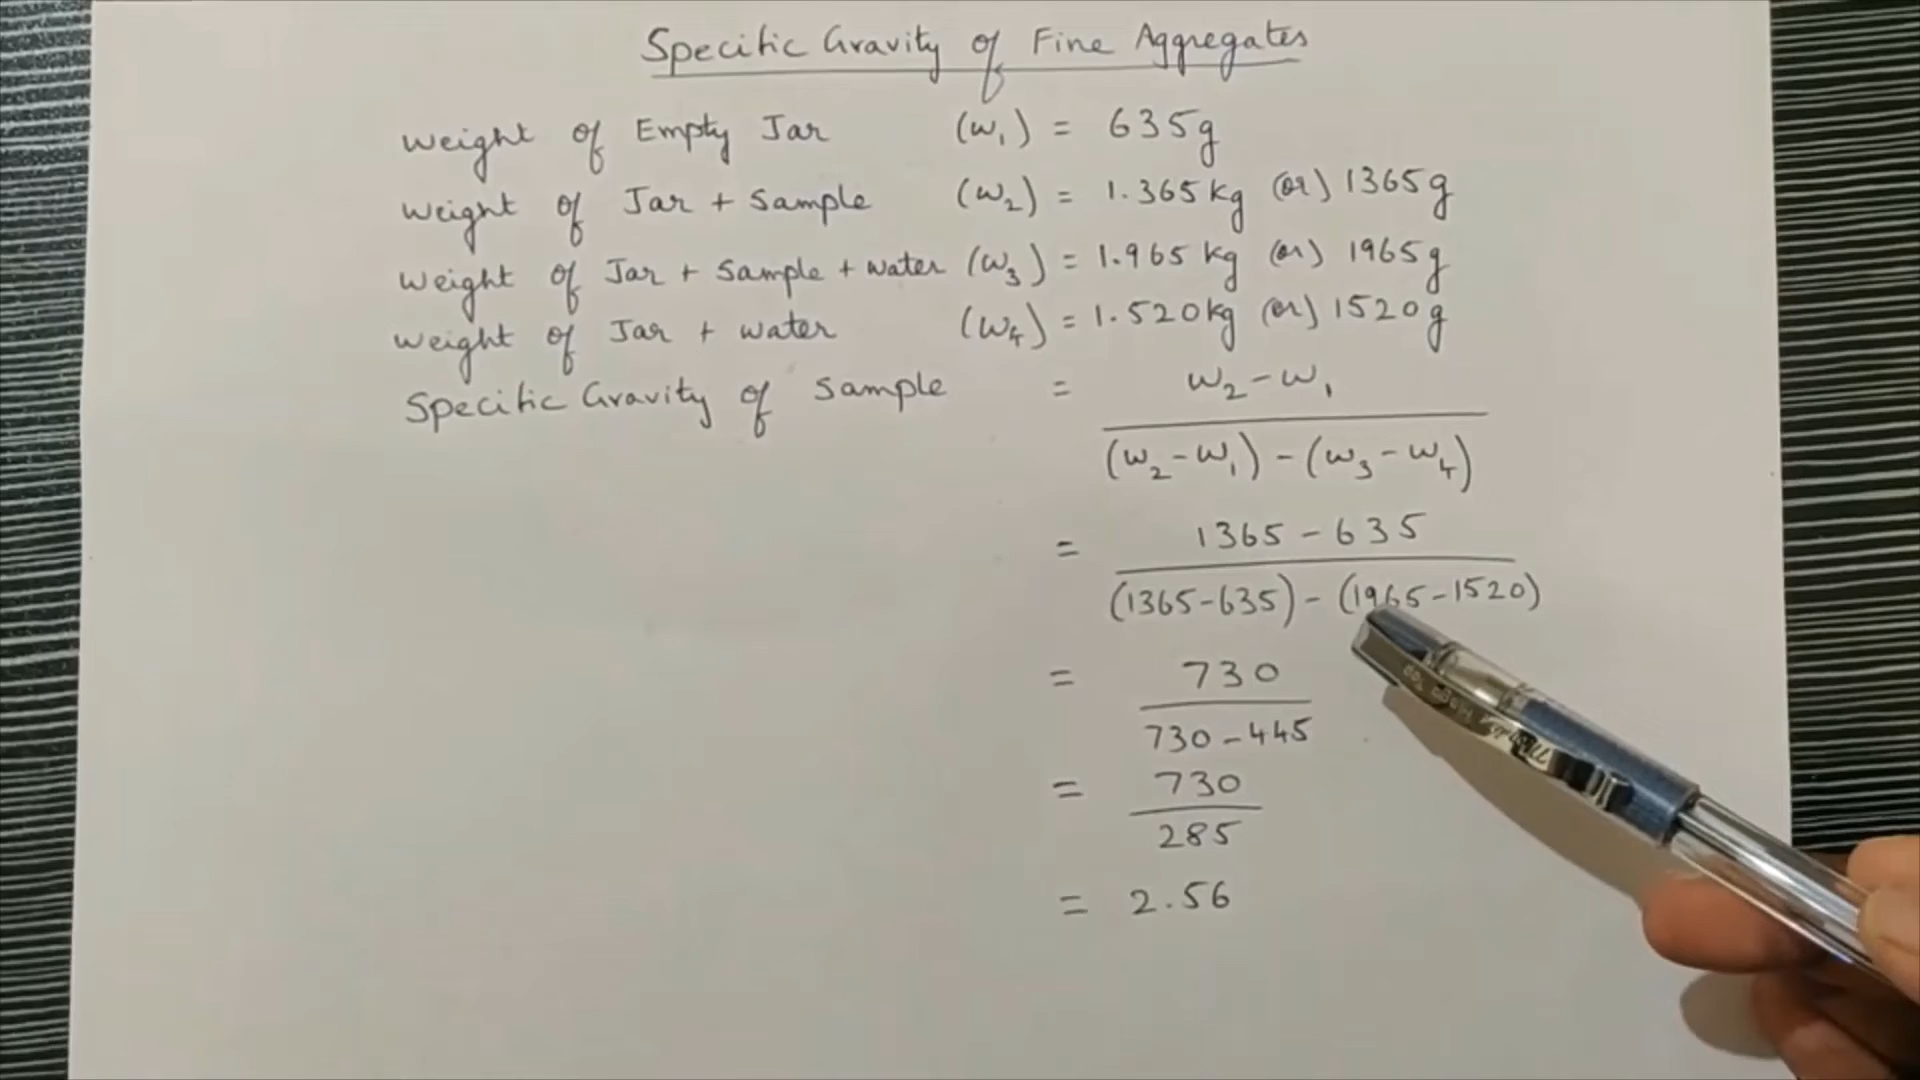 Specific Gravity of Fine Aggregates
Weight of Empty Jar (w₁) = 635g
Weight of Jar + Sample (w₂) = 1.365 kg (or) 1365g
Weight of Jar + Sample + water (w₃) = 1.965 kg (or) 1965g
Weight of Jar + water (w₄) = 1.520kg (or) 1520g
Specific Gravity of Sample = w₂ - w₁
(w₂ - w₁) - (w₃ - w₄)
= 1365 - 635
(1365-635) - (1965-1520)
= 730
730 - 445
= 730
285
= 2.56